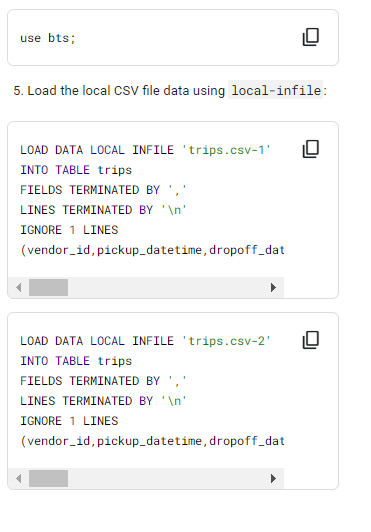 use bts;
5. Load the local CSV file data using local-infile:
LOAD DATA LOCAL INFILE 'trips.csv-1'
INTO TABLE trips
FIELDS TERMINATED BY ','
LINES TERMINATED BY '\n'
IGNORE 1 LINES
(vendor_id,pickup_datetime,dropoff_dat
LOAD DATA LOCAL INFILE 'trips.csv-2'
INTO TABLE trips
FIELDS TERMINATED BY ','
LINES TERMINATED BY '\n'
IGNORE 1 LINES
(vendor_id,pickup_datetime,dropoff_dat